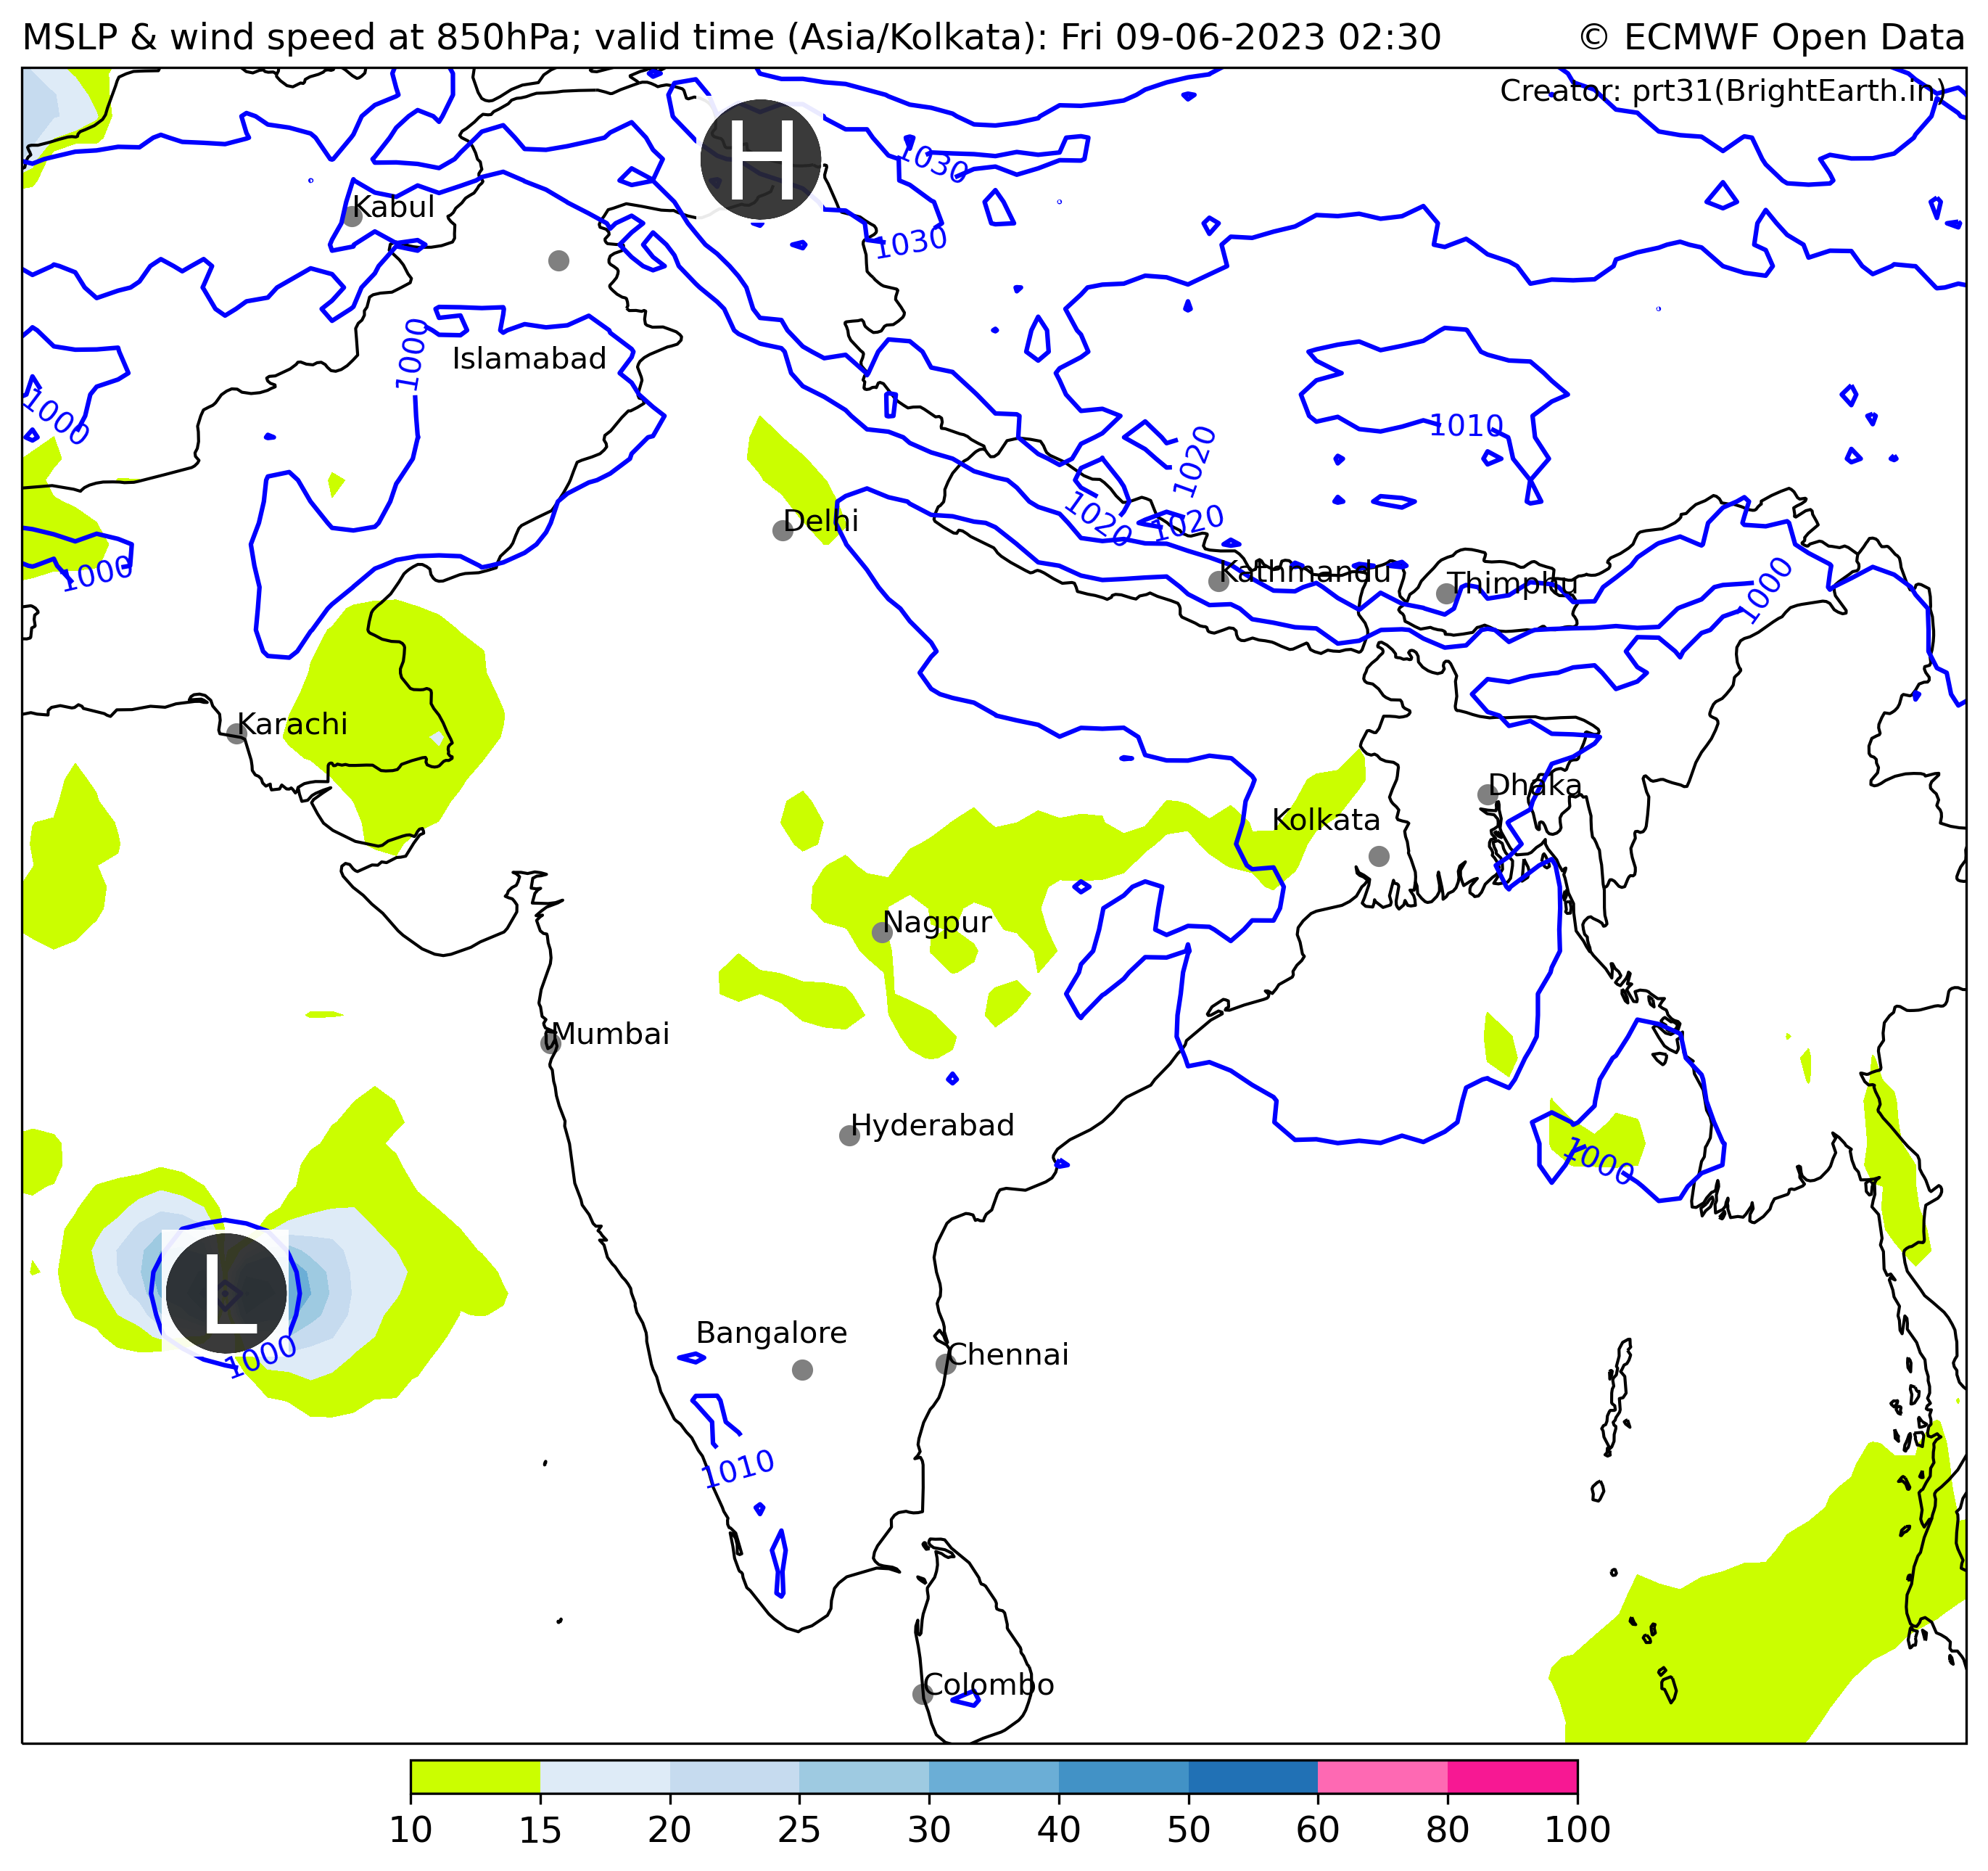 MSLP & wind speed at 850hPa; valid time (Asia/Kolkata): Fri 09-06-2023 02:30
© ECMWF Open Data
Creator: prt31(BrightEarth.in)
H
1030
Kabul
1030
1000
Islamabad
1000
1010
1020
1020
1020
Delhi
1000
Kathmandu
Thimphu
1000
Karachi
Dhaka
Kolkata
Nagpur
Mumbai
Hyderabad
1000
L
1000
Bangalore
Chennai
1010
Colombo
10 15 20 25 30 40 50 60 80 100